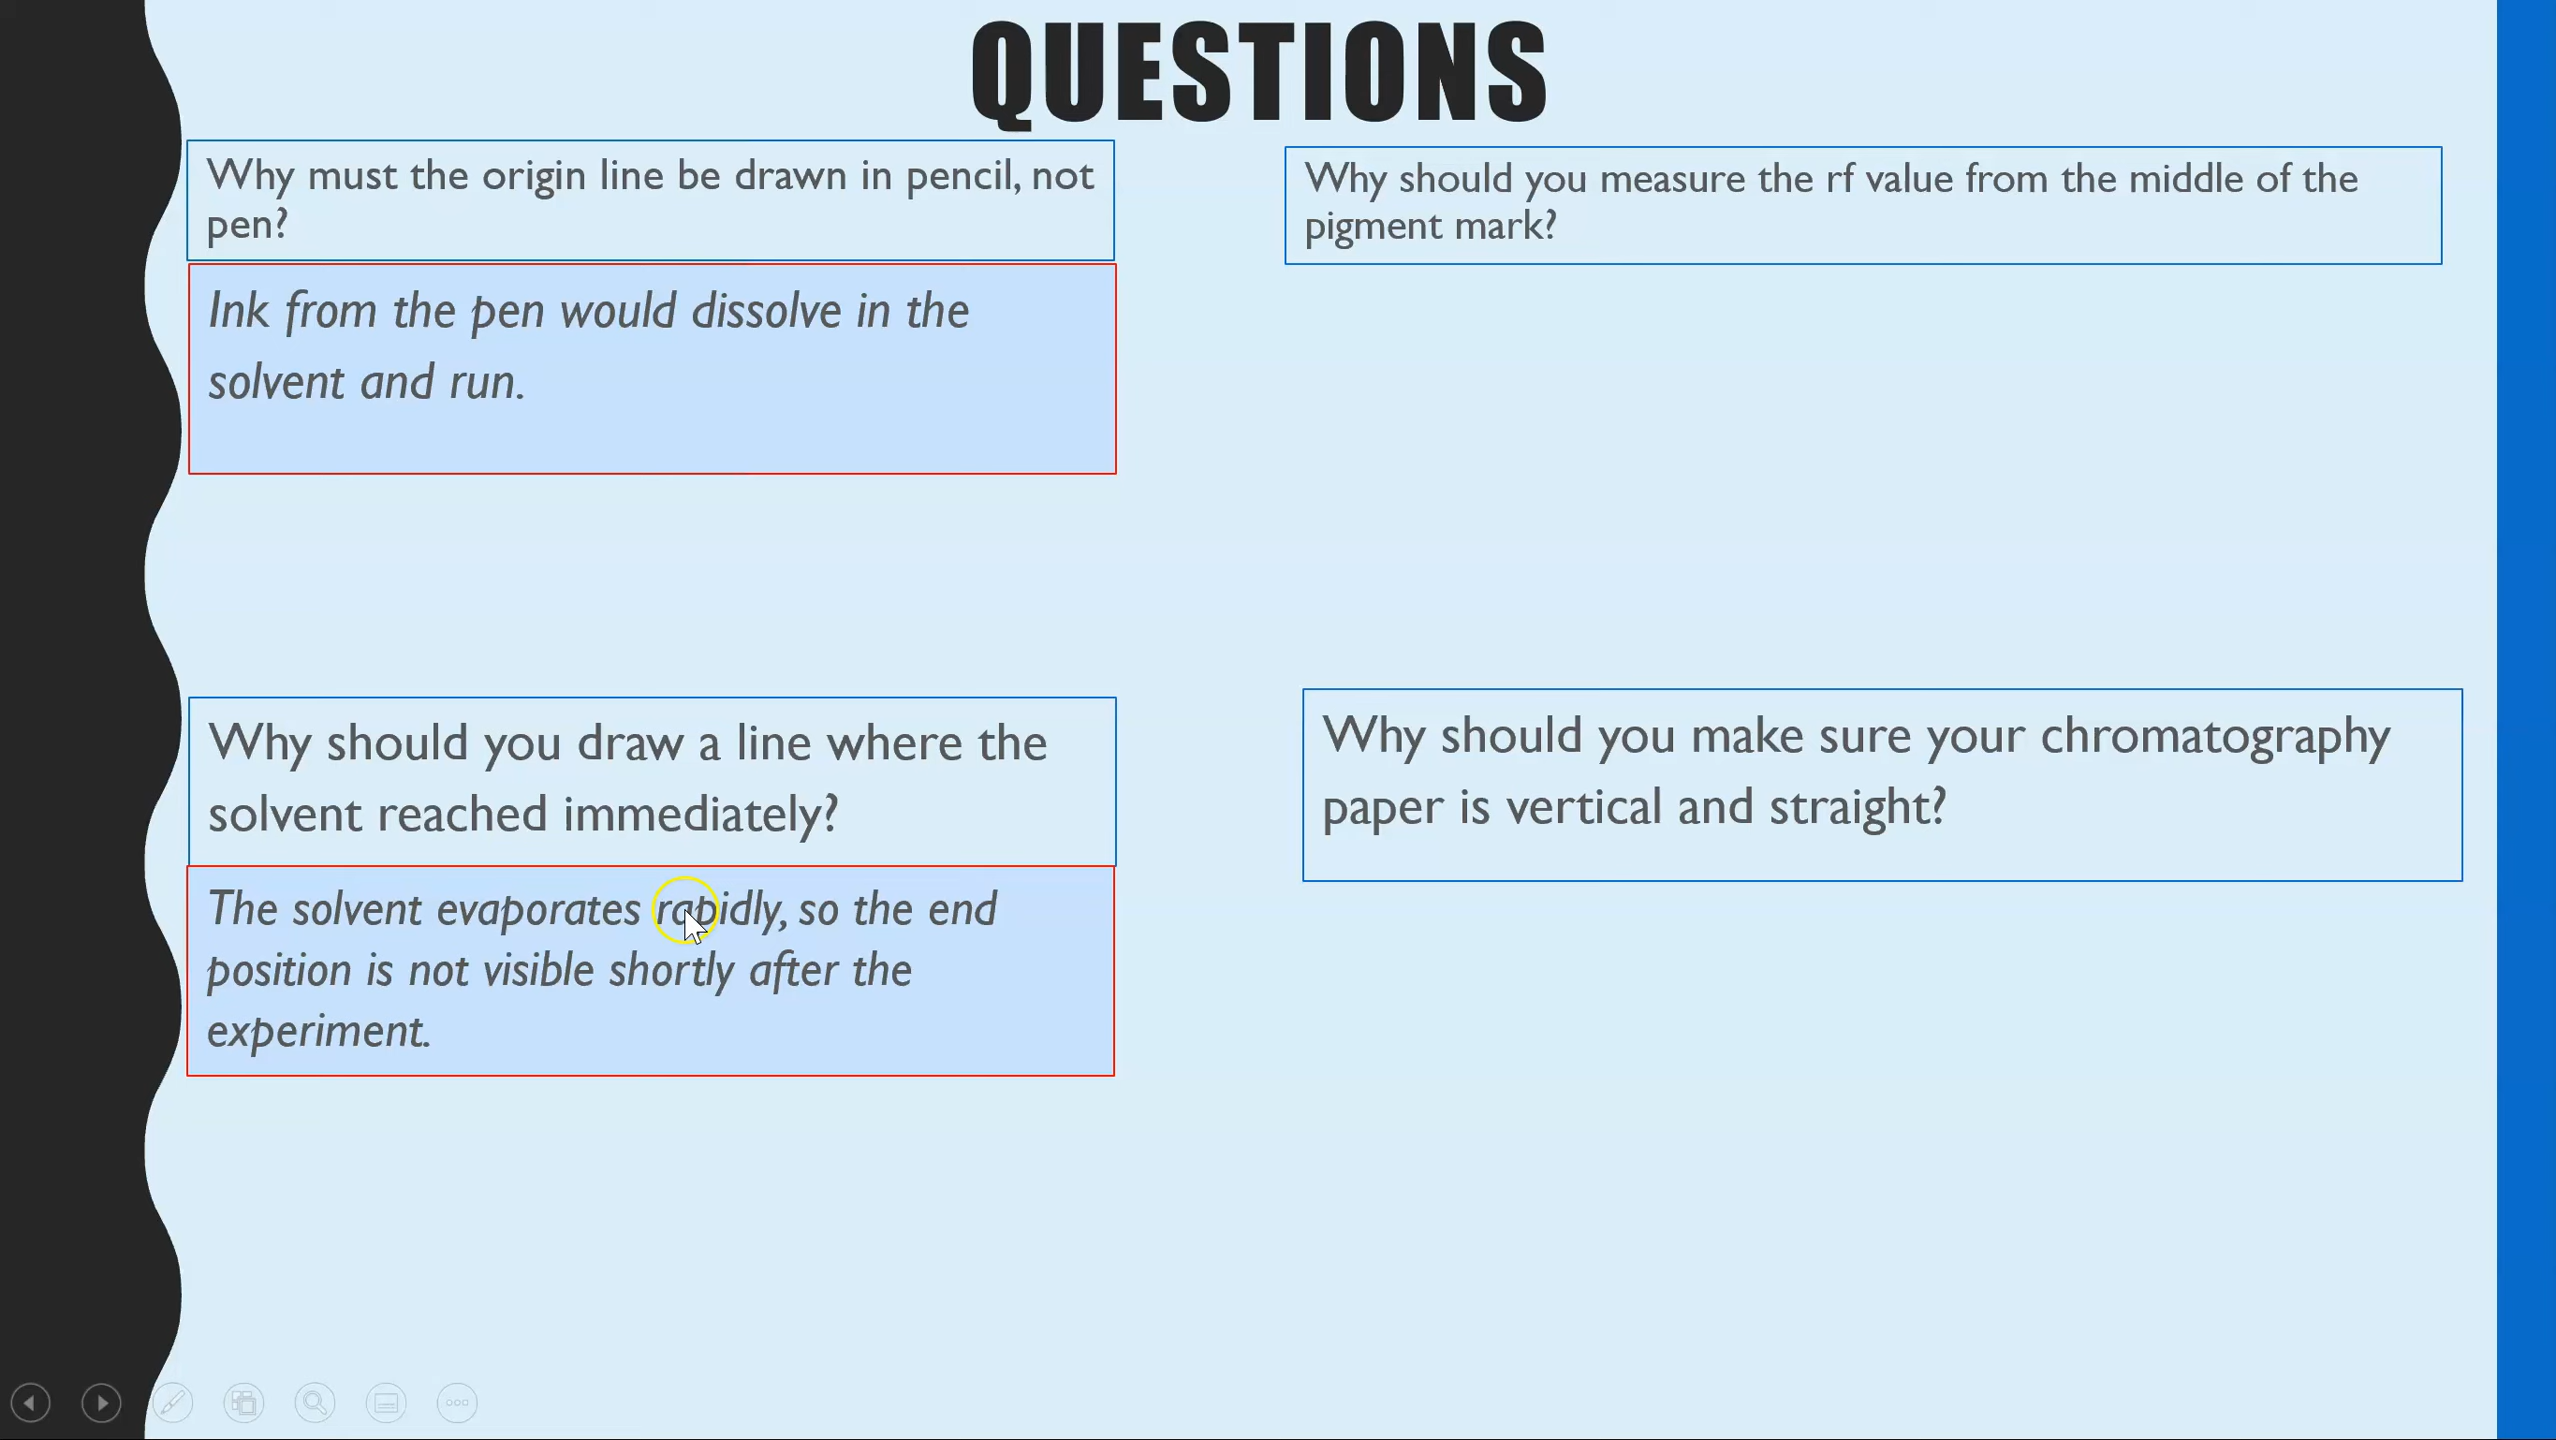 QUESTIONS
Why must the origin line be drawn in pencil, not
pen?
Ink from the pen would dissolve in the
solvent and run.
Why should you measure the rf value from the middle of the
pigment mark?
Why should you draw a line where the
solvent reached immediately?
The solvent evaporates rapidly, so the end
position is not visible shortly after the
experiment.
Why should you make sure your chromatography
paper is vertical and straight?